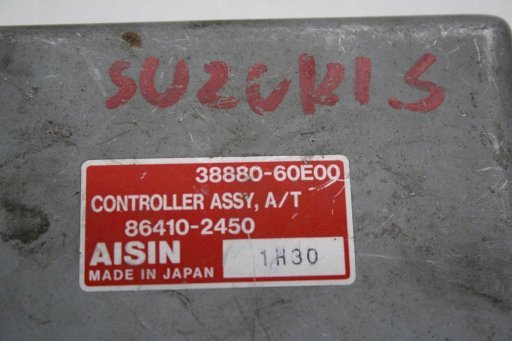 SUZUKI S
38880-60E00
CONTROLLER ASSY, A/T
86410-2450
AISIN 1H30
MADE IN JAPAN